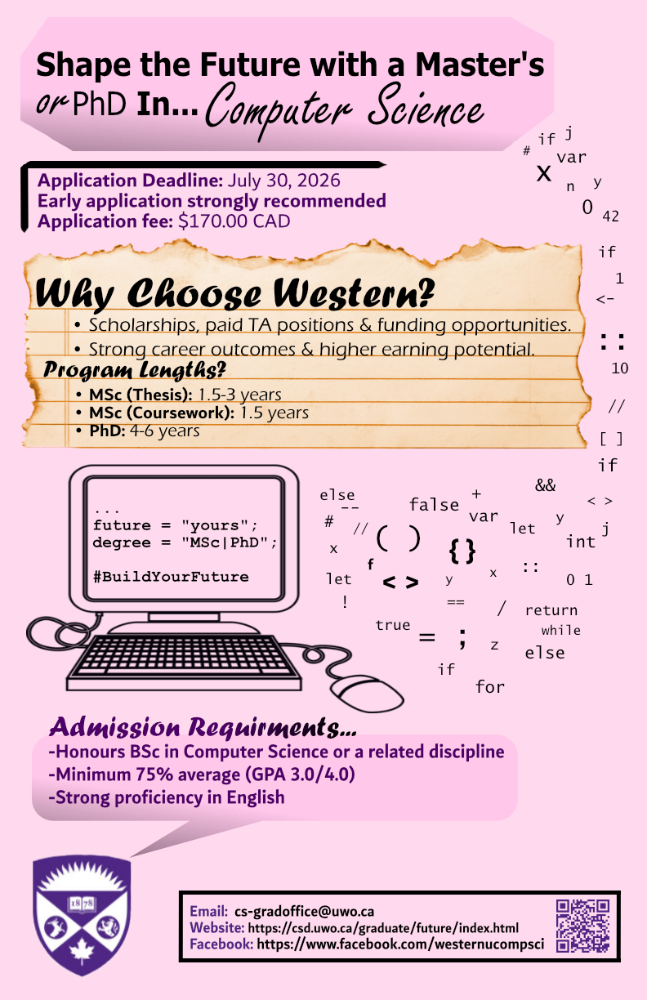 Shape the Future with a Master's
or PhD In... Computer Science
Application Deadline: July 30, 2026
Early application strongly recommended
Application fee: $170.00 CAD
Why Choose Western?
• Scholarships, paid TA positions & funding opportunities.
• Strong career outcomes & higher earning potential.
Program Lengths?
• MSc (Thesis): 1.5-3 years
• MSc (Coursework): 1.5 years
• PhD: 4-6 years
# if j
var
x
n y
0 42
if
1
<-
::
10
//
[ ]
if
&&
< >
else
--
false +
var
# // ( ) {} let y j
int
x
f
let < > y x :: 0 1
! == / return
true while
= ; z else
if
for
...
future = "yours";
degree = "MSc|PhD";
#BuildYourFuture
Admission Requirments...
-Honours BSc in Computer Science or a related discipline
-Minimum 75% average (GPA 3.0/4.0)
-Strong proficiency in English
1878
Email: cs-gradoffice@uwo.ca
Website: https://csd.uwo.ca/graduate/future/index.html
Facebook: https://www.facebook.com/westernucompsci